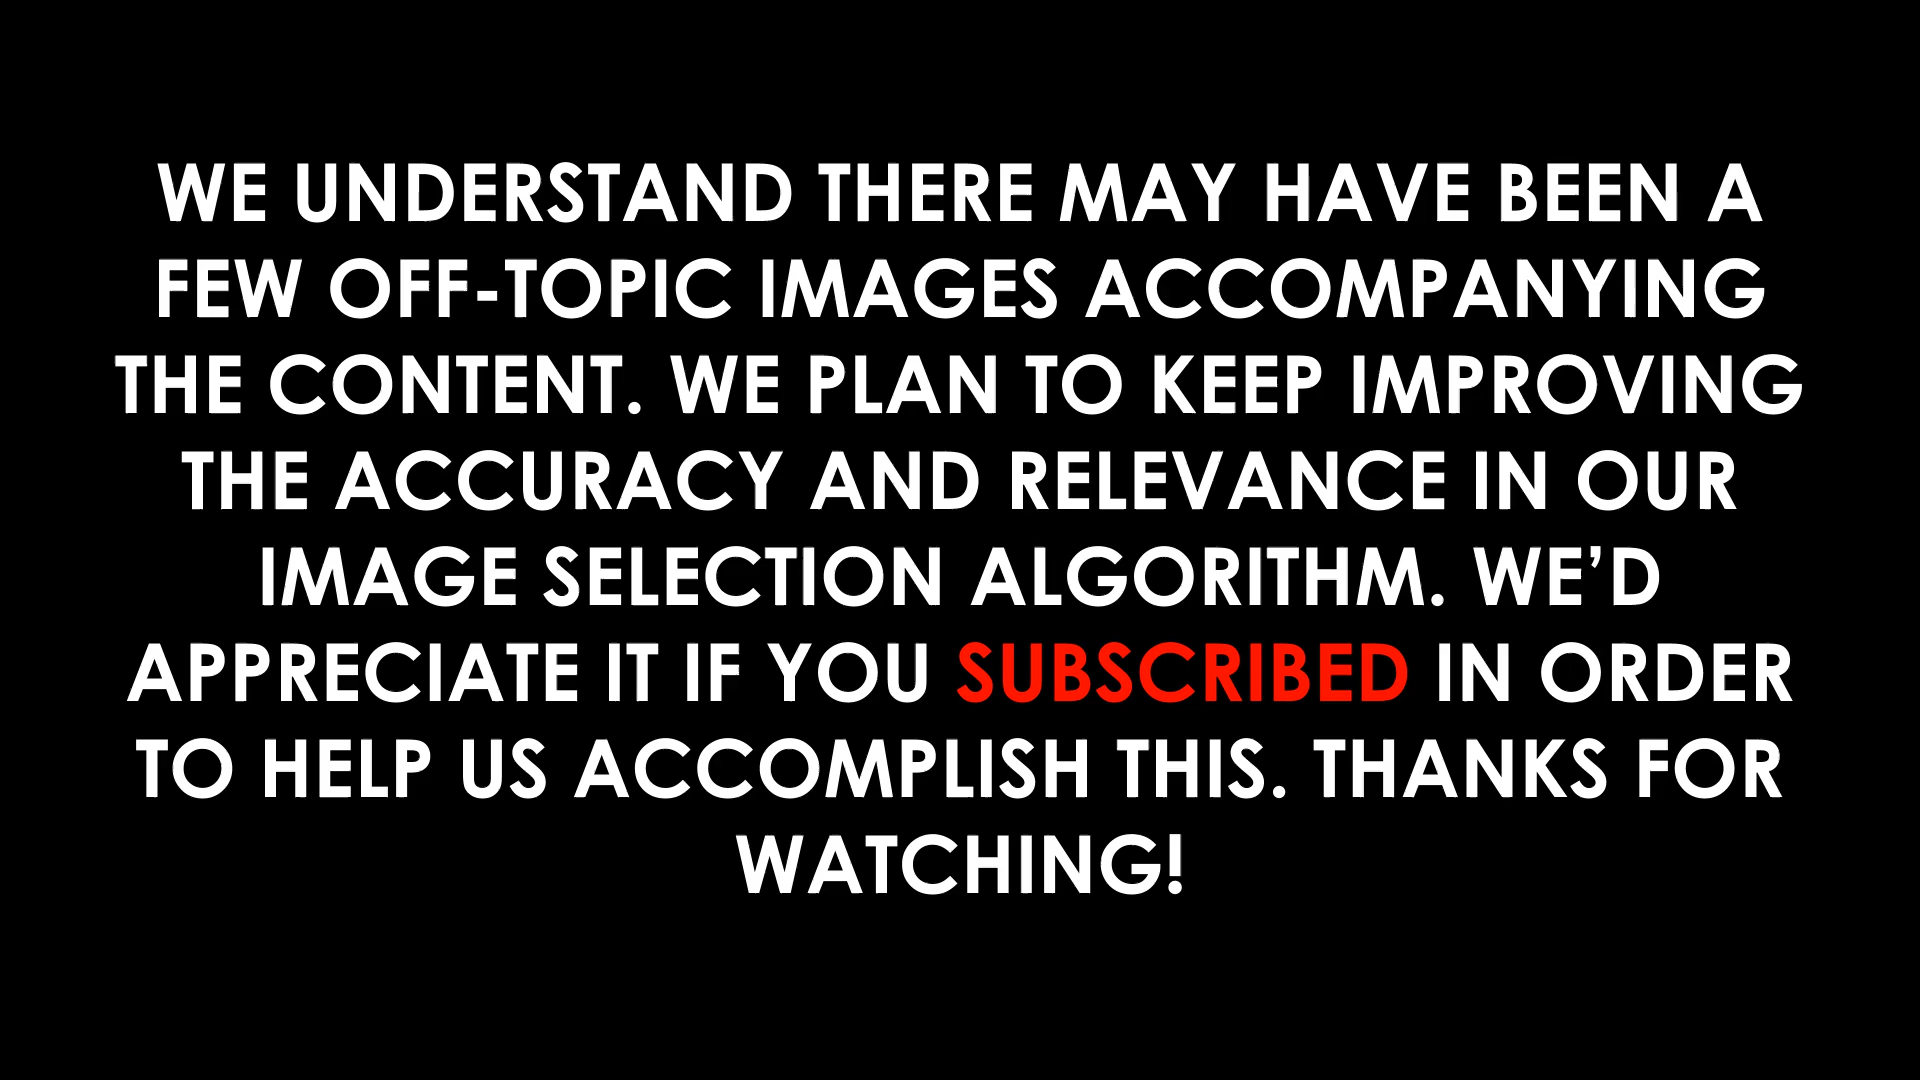 WE UNDERSTAND THERE MAY HAVE BEEN A
FEW OFF-TOPIC IMAGES ACCOMPANYING
THE CONTENT. WE PLAN TO KEEP IMPROVING
THE ACCURACY AND RELEVANCE IN OUR
IMAGE SELECTION ALGORITHM. WE’D
APPRECIATE IT IF YOU SUBSCRIBED IN ORDER
TO HELP US ACCOMPLISH THIS. THANKS FOR
WATCHING!